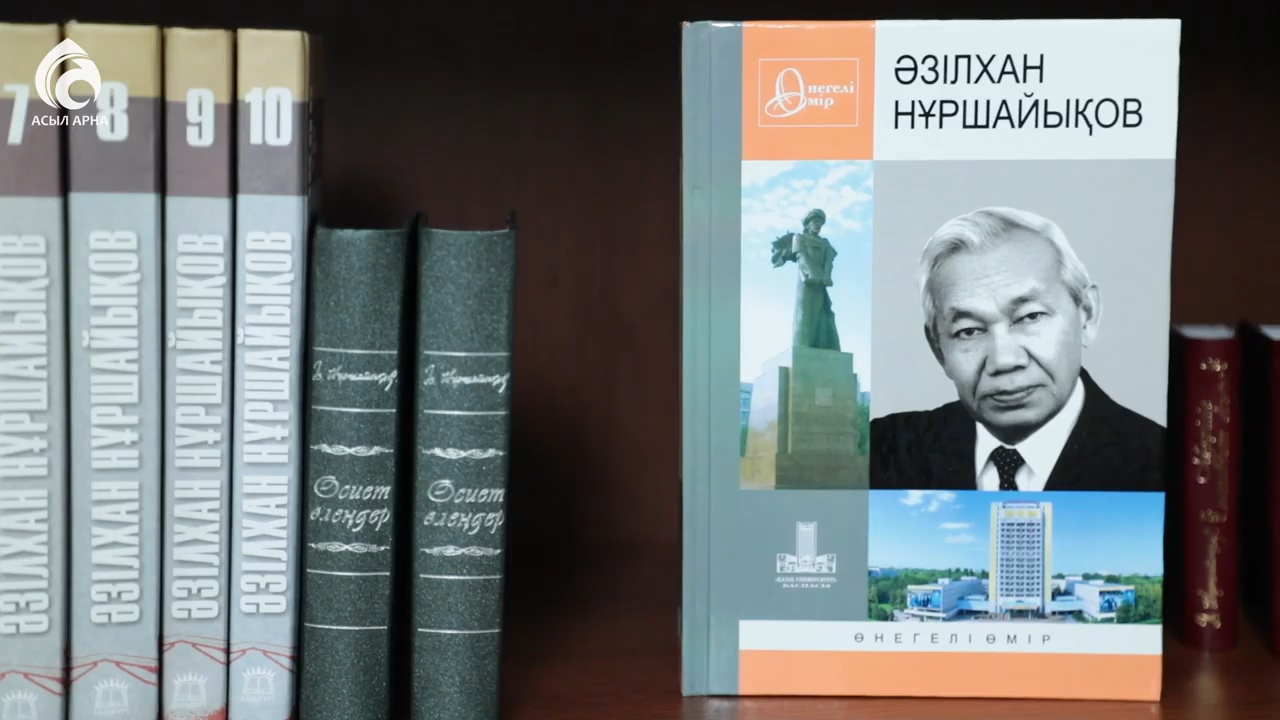 АСЫЛ АРНА
7
8
9
10
ӘЗІЛХАН НҰРШАЙЫҚОВ
ӘЗІЛХАН НҰРШАЙЫҚОВ
ӘЗІЛХАН НҰРШАЙЫҚОВ
ӘЗІЛХАН НҰРШАЙЫҚОВ
Өсиет
өлеңдер
Өсиет
өлеңдер
Өнегелі
Өмір
ӘЗІЛХАН
НҰРШАЙЫҚОВ
ӨНЕГЕЛІ ӨМІР